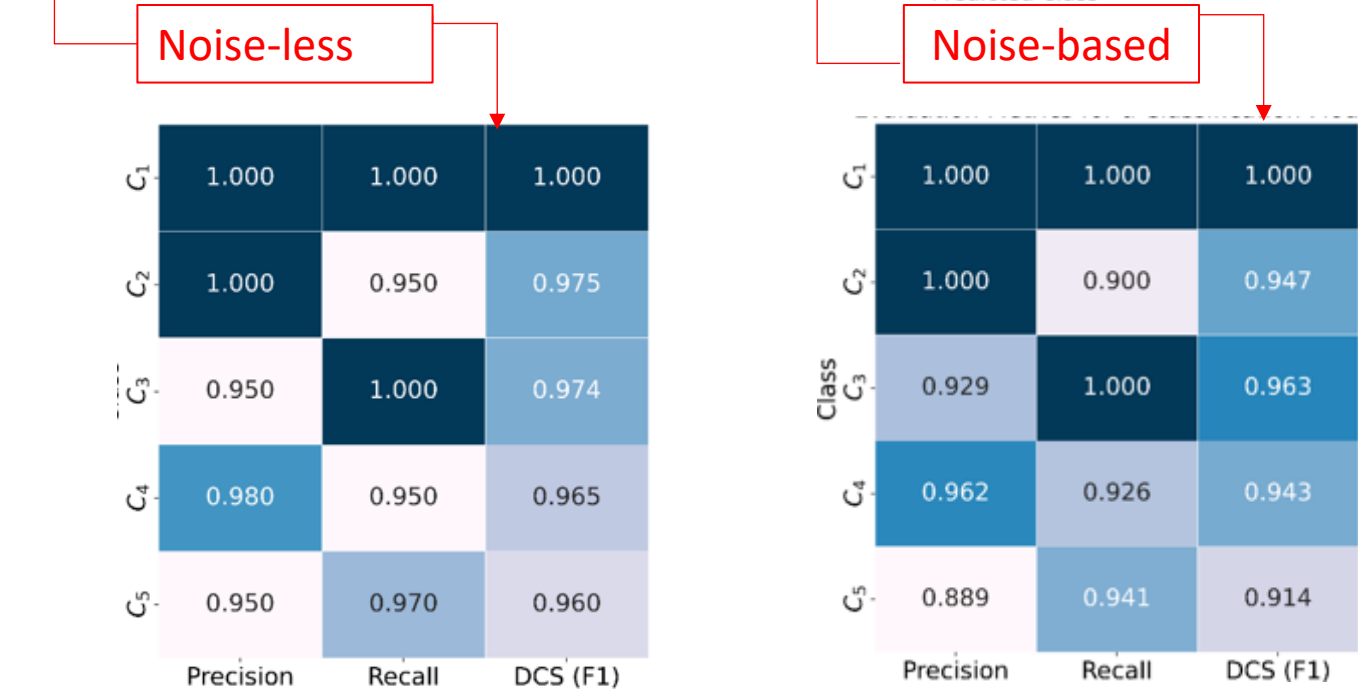 Noise-less
C1 1.000 1.000 1.000
C2 1.000 0.950 0.975
C3 0.950 1.000 0.974
C4 0.980 0.950 0.965
C5 0.950 0.970 0.960
Precision Recall DCS (F1)
Noise-based
Class
C1 1.000 1.000 1.000
C2 1.000 0.900 0.947
C3 0.929 1.000 0.963
C4 0.962 0.926 0.943
C5 0.889 0.941 0.914
Precision Recall DCS (F1)